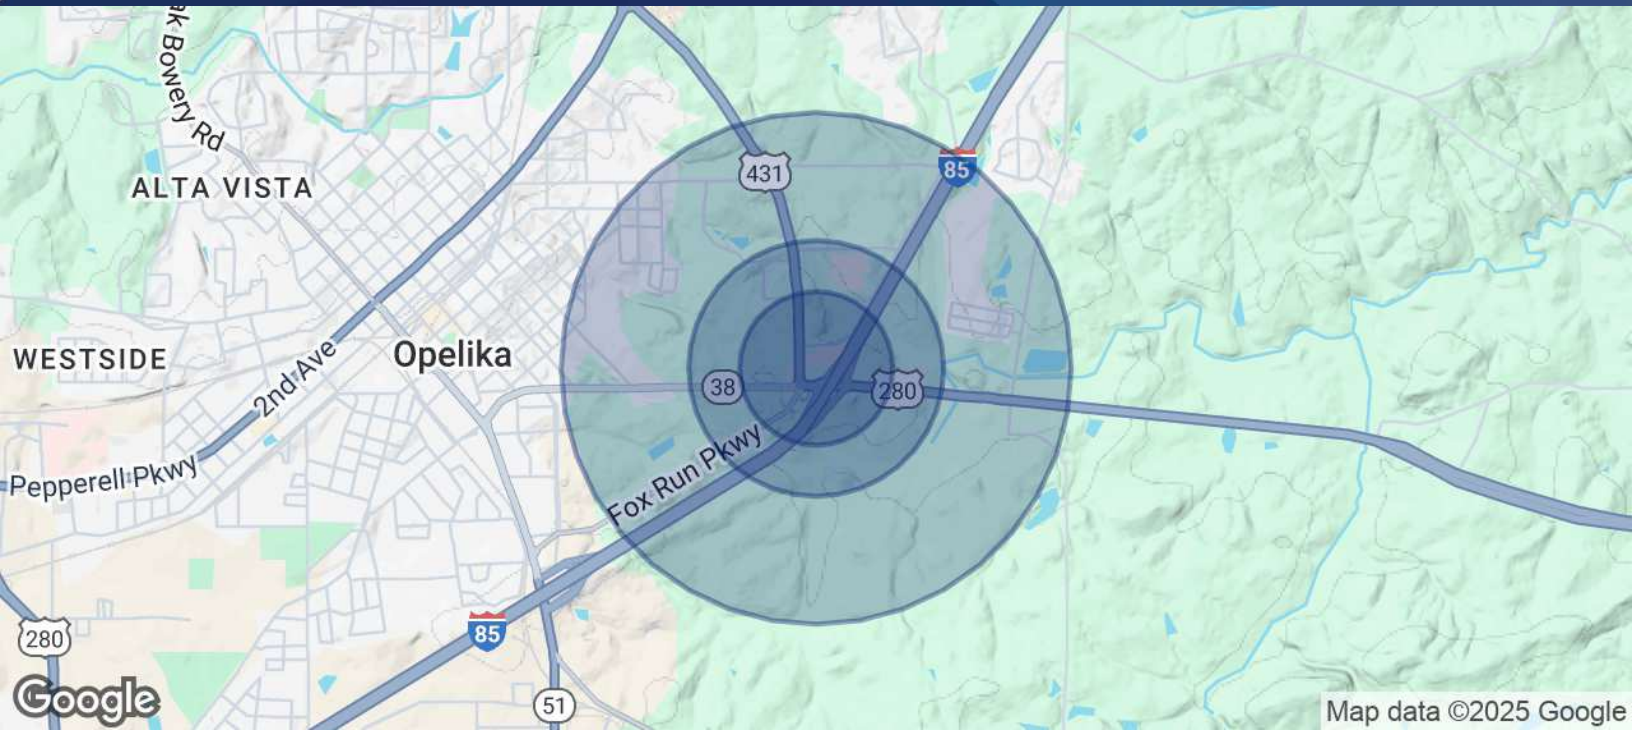 ak Bowery Rd
431
85
ALTA VISTA
WESTSIDE
Opelika
2nd Ave
38
280
Fox Run Pkwy
Pepperell Pkwy
280
85
51
Google
Map data ©2025 Google